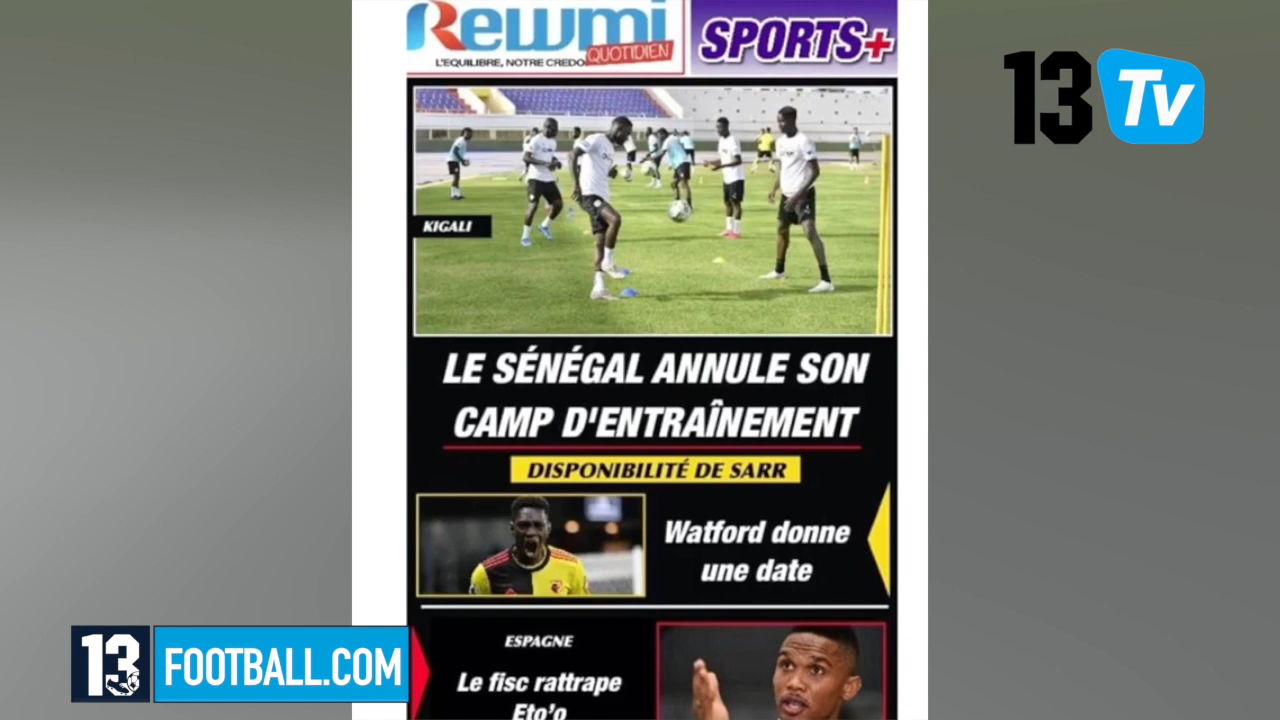 Rewmi
QUOTIDIEN
L'EQUILIBRE, NOTRE CREDO
SPORTS+
13 Tv
KIGALI
LE SÉNÉGAL ANNULE SON
CAMP D'ENTRAÎNEMENT
DISPONIBILITÉ DE SARR
Watford donne
une date
ESPAGNE
Le fisc rattrape
Eto'o
13 FOOTBALL.COM